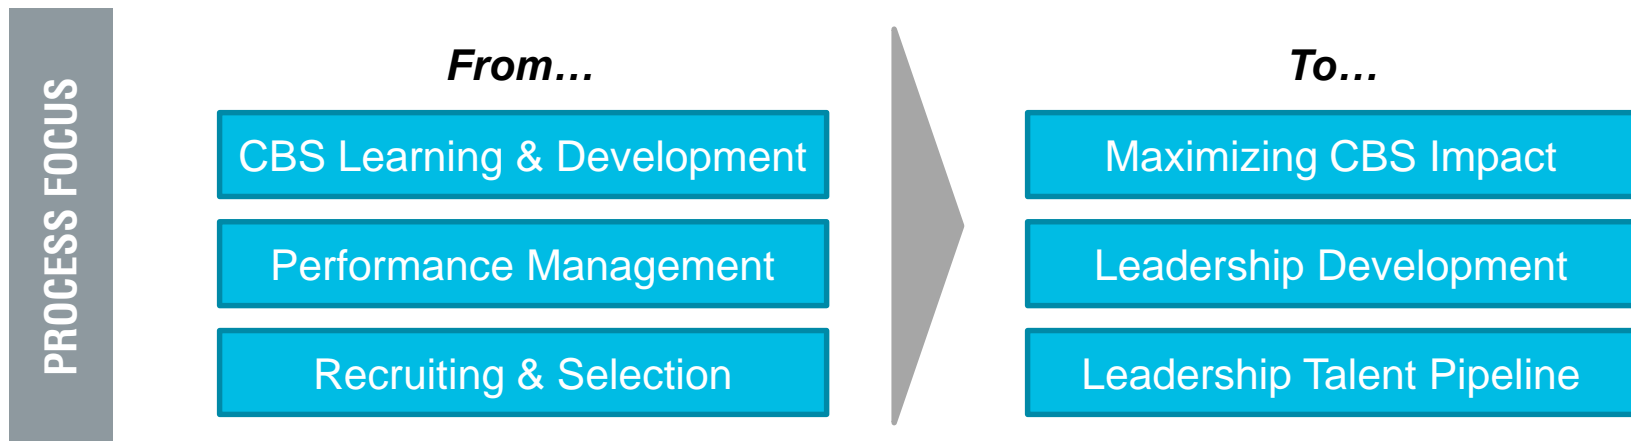 PROCESS FOCUS
From…
CBS Learning & Development
Performance Management
Recruiting & Selection
To…
Maximizing CBS Impact
Leadership Development
Leadership Talent Pipeline